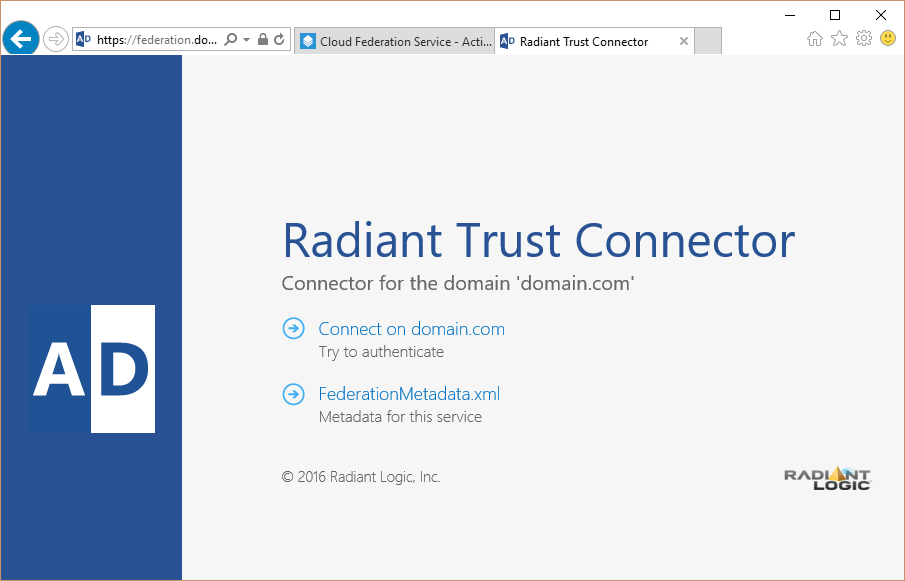 AD https://federation.do...
Cloud Federation Service - Acti...
AD Radiant Trust Connector
Radiant Trust Connector
Connector for the domain 'domain.com'
Connect on domain.com
Try to authenticate
AD
FederationMetadata.xml
Metadata for this service
© 2016 Radiant Logic, Inc.
RADIANT
LOGIC